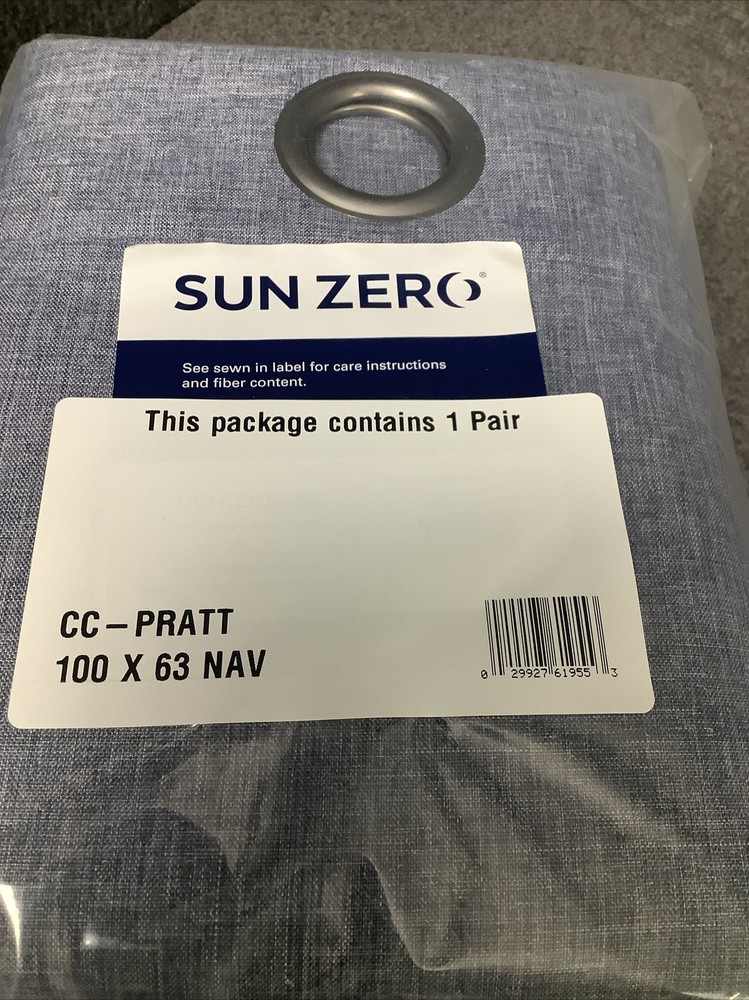 SUN ZERO®
See sewn in label for care instructions
and fiber content.
This package contains 1 Pair
CC-PRATT
100 X 63 NAV
0 29927 61955 3